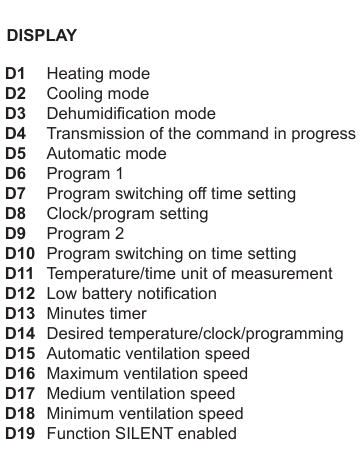 DISPLAY
D1 Heating mode
D2 Cooling mode
D3 Dehumidification mode
D4 Transmission of the command in progress
D5 Automatic mode
D6 Program 1
D7 Program switching off time setting
D8 Clock/program setting
D9 Program 2
D10 Program switching on time setting
D11 Temperature/time unit of measurement
D12 Low battery notification
D13 Minutes timer
D14 Desired temperature/clock/programming
D15 Automatic ventilation speed
D16 Maximum ventilation speed
D17 Medium ventilation speed
D18 Minimum ventilation speed
D19 Function SILENT enabled